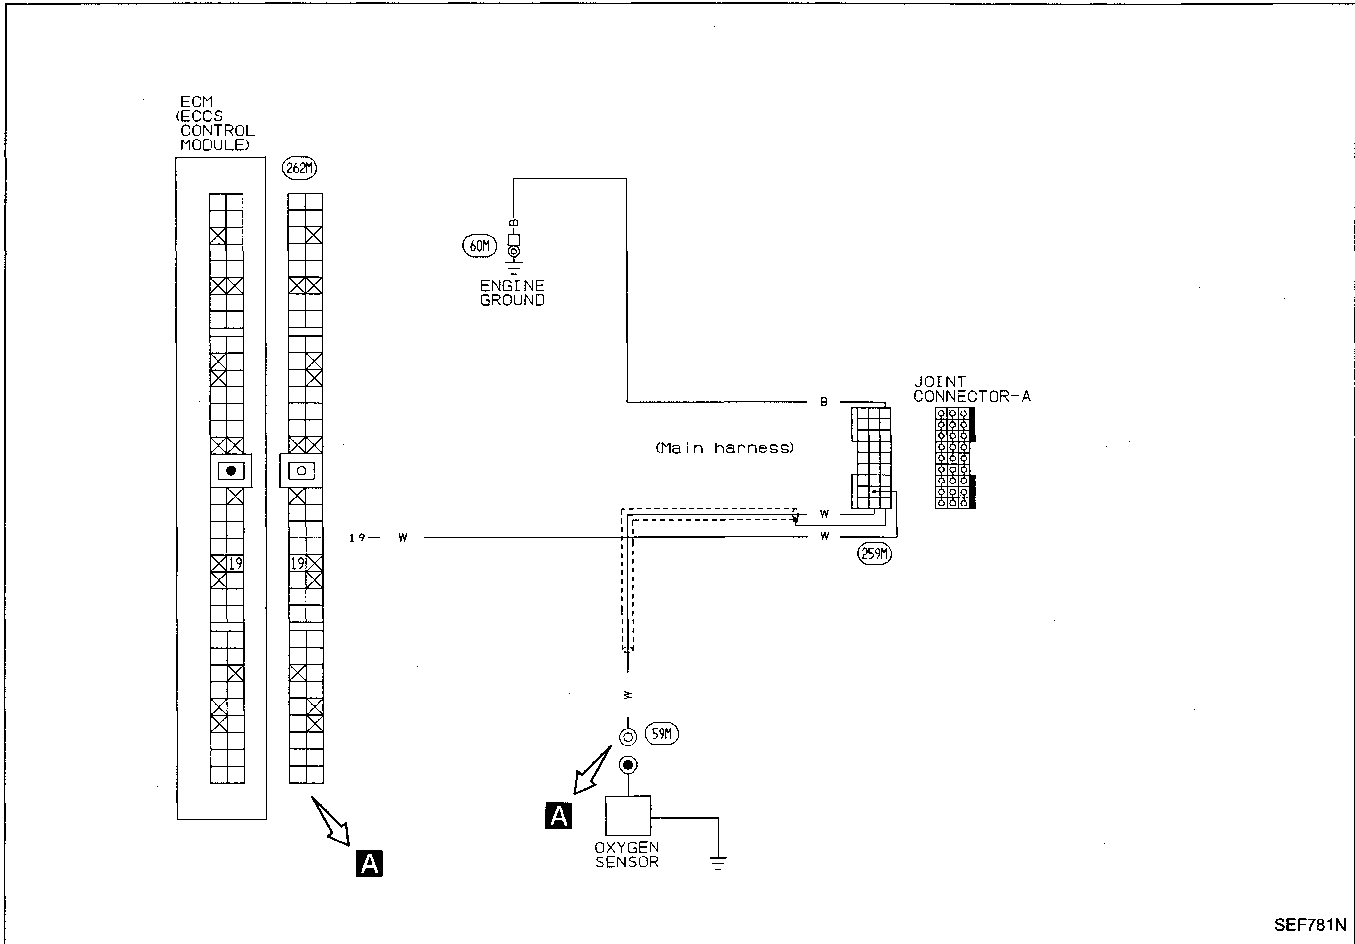 ECM
(ECCS
CONTROL
MODULE)
262M
B
60M
ENGINE
GROUND
JOINT
CONNECTOR-A
B
(Main harness)
W
19 W
W
259M
19 19
W
59M
A
A
OXYGEN
SENSOR
SEF781N